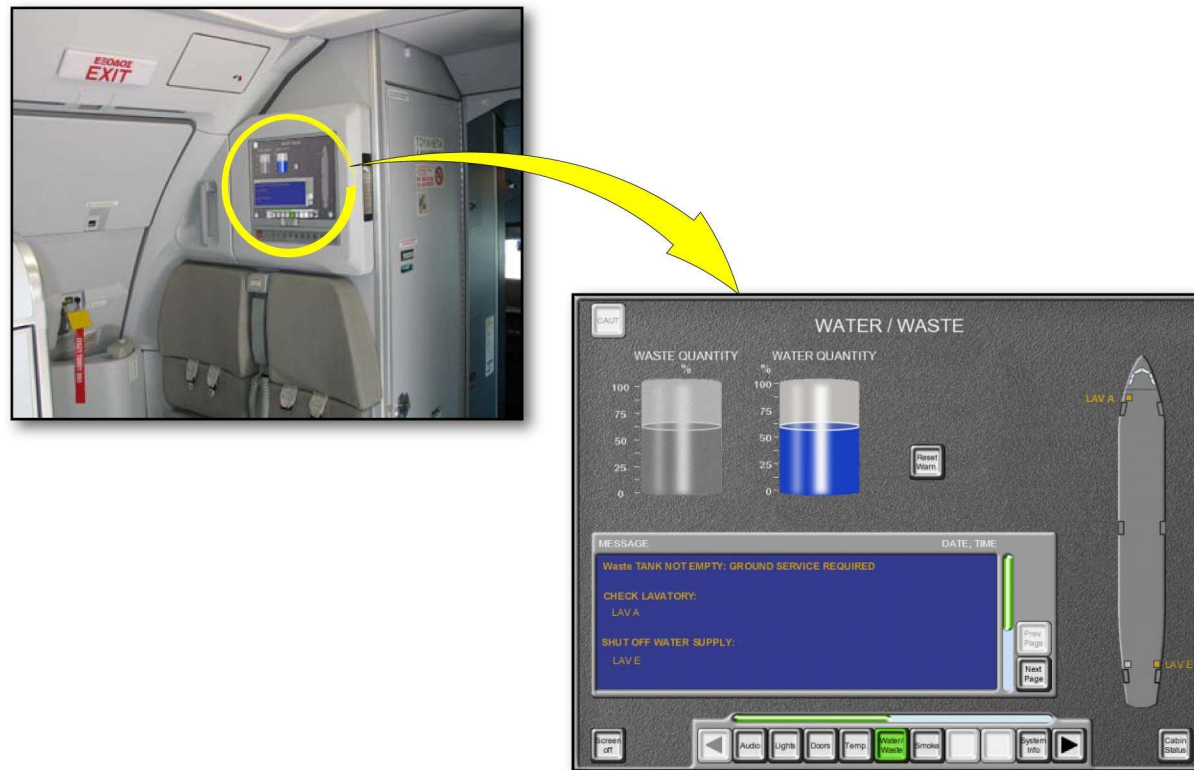 ΕΞΟΔΟΣ
EXIT
CAUT
WATER / WASTE
WASTE QUANTITY
%
WATER QUANTITY
%
100
75
50
25
0
100
75
50
25
0
Reset
Warn.
LAV A
MESSAGE
DATE, TIME
Waste TANK NOT EMPTY: GROUND SERVICE REQUIRED
CHECK LAVATORY:
LAV A
SHUT OFF WATER SUPPLY:
LAV E
Prev.
Page
Next
Page
LAV E
Screen
off
Audio
Lights
Doors
Temp.
Water/
Waste
Smoke
System
Info
Cabin
Status